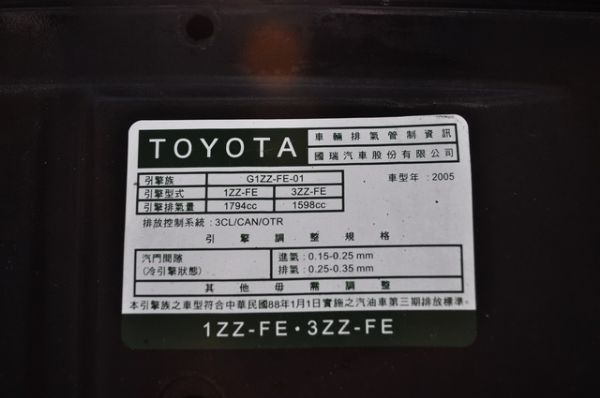 TOYOTA
車輛排氣管制資訊
國瑞汽車股份有限公司
引擎族 G1ZZ-FE-01
引擎型式 1ZZ-FE 3ZZ-FE
引擎排氣量 1794cc 1598cc
車型年：2005
排放控制系統：3CL/CAN/OTR
引擎調整規格
汽門間隙
(冷引擎狀態)
進氣：0.15-0.25 mm
排氣：0.25-0.35 mm
其他毋需調整
本引擎族之車型符合中華民國88年1月1日實施之汽油車第三期排放標準。
1ZZ-FE・3ZZ-FE